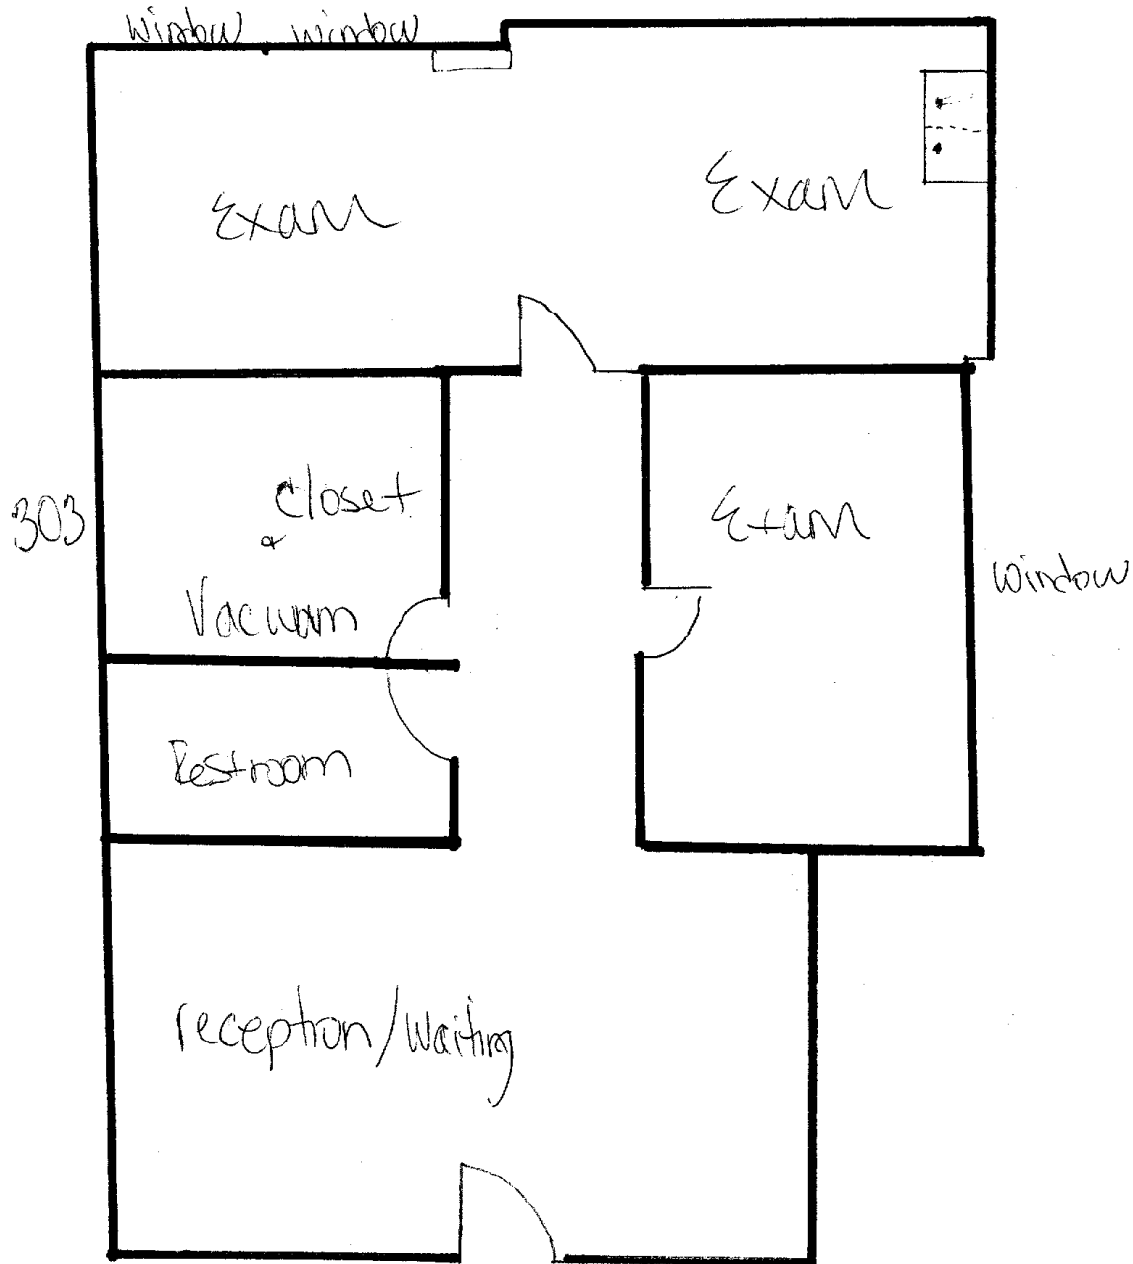 window window
Exam
Exam
303
closet
&
Vacuum
Exam
window
Restroom
reception/waiting